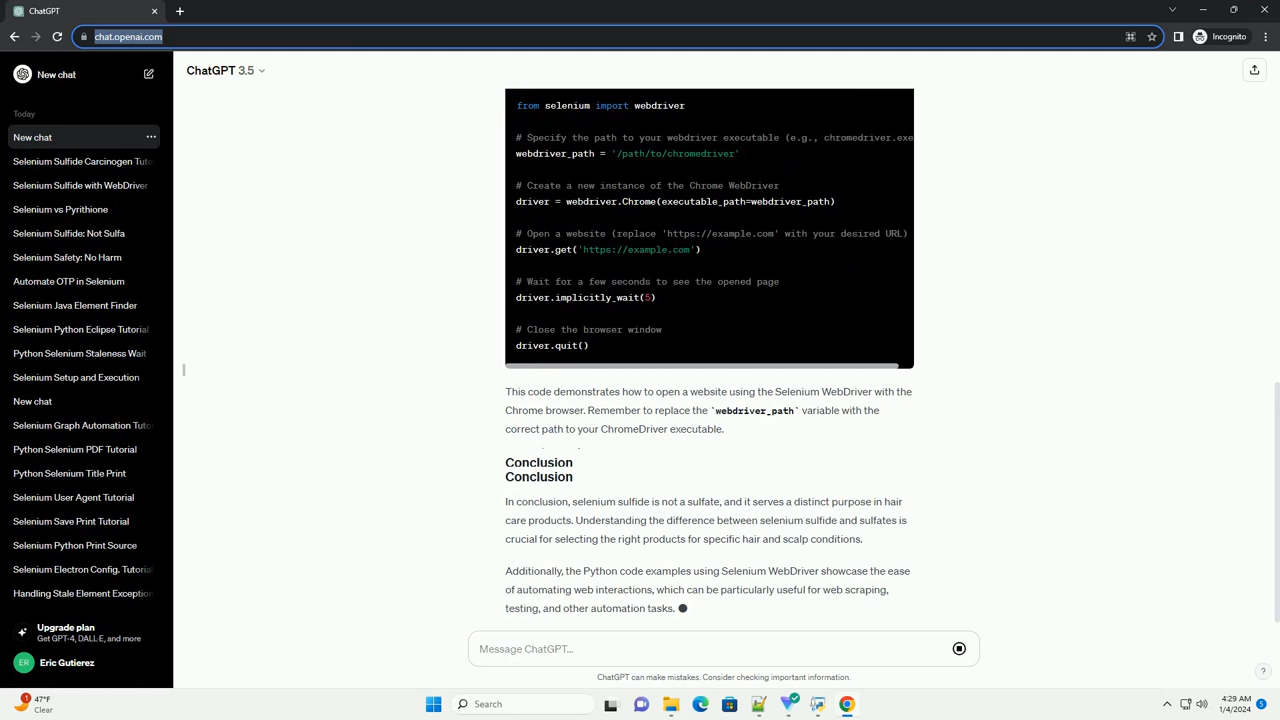 ChatGPT
chat.openai.com
Incognito
New chat
Today
New chat
Selenium Sulfide Carcinogen Tuto
Selenium Sulfide with WebDriver
Selenium vs Pyrithione
Selenium Sulfide: Not Sulfa
Selenium Safety: No Harm
Automate OTP in Selenium
Selenium Java Element Finder
Selenium Python Eclipse Tutorial
Python Selenium Staleness Wait
Selenium Setup and Execution
New chat
Selenium Graph Automation Tuto
Selenium Python PDF Tutorial
Python Selenium Title Print
Selenium User Agent Tutorial
Selenium Save Print Tutorial
Selenium Python Print Source
Selenium Electron Config. Tutorial
Handling Stale Element Exception
Upgrade plan
Get GPT-4, DALL·E, and more
ER
Eric Gutierez
ChatGPT 3.5
from selenium import webdriver
# Specify the path to your webdriver executable (e.g., chromedriver.exe
webdriver_path = '/path/to/chromedriver'
# Create a new instance of the Chrome WebDriver
driver = webdriver.Chrome(executable_path=webdriver_path)
# Open a website (replace 'https://example.com' with your desired URL)
driver.get('https://example.com')
# Wait for a few seconds to see the opened page
driver.implicitly_wait(5)
# Close the browser window
driver.quit()
This code demonstrates how to open a website using the Selenium WebDriver with the
Chrome browser. Remember to replace the `webdriver_path` variable with the
correct path to your ChromeDriver executable.
Conclusion
Conclusion
In conclusion, selenium sulfide is not a sulfate, and it serves a distinct purpose in hair
care products. Understanding the difference between selenium sulfide and sulfates is
crucial for selecting the right products for specific hair and scalp conditions.
Additionally, the Python code examples using Selenium WebDriver showcase the ease
of automating web interactions, which can be particularly useful for web scraping,
testing, and other automation tasks.
Message ChatGPT...
ChatGPT can make mistakes. Consider checking important information.
?
1
47°F
Clear
Search
4:29 AM
1/4/2024
5